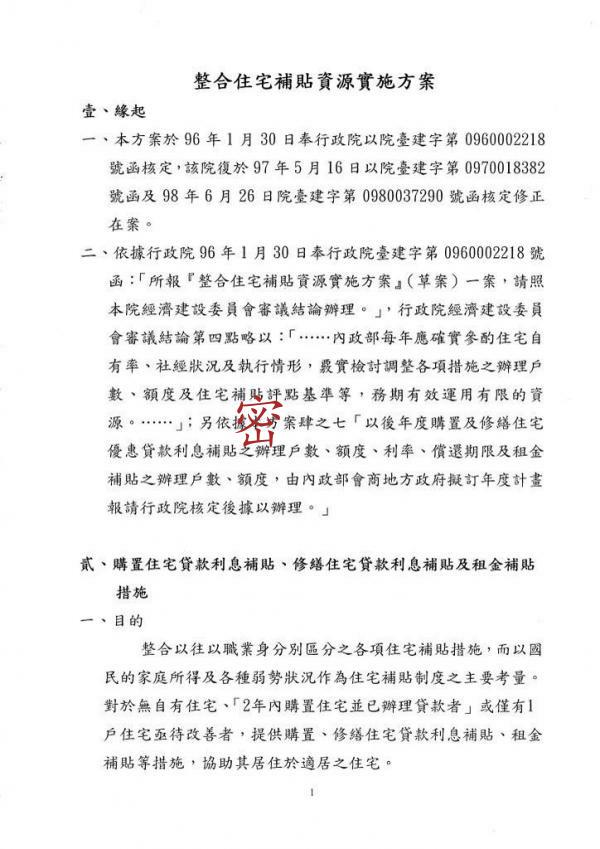 整合住宅補貼資源實施方案
壹、緣起
一、本方案於 96 年 1 月 30 日奉行政院以院臺建字第 0960002218
號函核定,該院復於 97 年 5 月 16 日以院臺建字第 0970018382
號函及 98 年 6 月 26 日院臺建字第 0980037290 號函核定修正
在案。
二、依據行政院 96 年 1 月 30 日奉行政院臺建字第 0960002218 號
函:「所報『整合住宅補貼資源實施方案』(草案)一案,請照
本院經濟建設委員會審議結論辦理。」,行政院經濟建設委員
會審議結論第四點略以:「……內政部每年應確實參酌住宅自
有率、社經狀況及執行情形,覈實檢討調整各項措施之辦理戶
數、額度及住宅補貼評點基準等,務期有效運用有限的資
源。……」;另依據 方案肆之七「以後年度購置及修繕住宅
密
優惠貸款利息補貼之辦理戶數、額度、利率、償還期限及租金
補貼之辦理戶數、額度,由內政部會商地方政府擬訂年度計畫
報請行政院核定後據以辦理。」
貳、購置住宅貸款利息補貼、修繕住宅貸款利息補貼及租金補貼
措施
一、目的
整合以往以職業身分別區分之各項住宅補貼措施,而以國
民的家庭所得及各種弱勢狀況作為住宅補貼制度之主要考量。
對於無自有住宅、「2年內購置住宅並已辦理貸款者」或僅有1
戶住宅亟待改善者,提供購置、修繕住宅貸款利息補貼、租金
補貼等措施,協助其居住於適居之住宅。
1